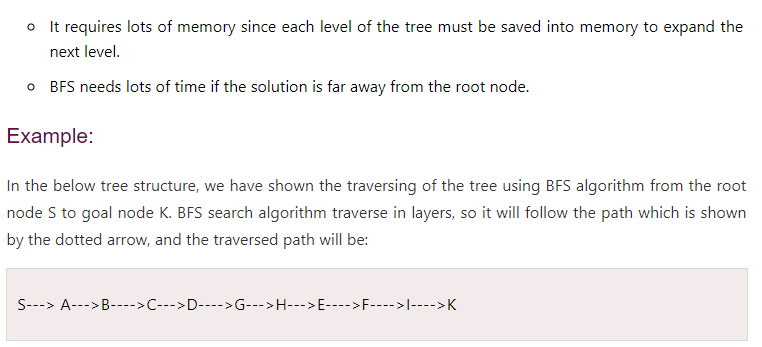 It requires lots of memory since each level of the tree must be saved into memory to expand the
next level.
BFS needs lots of time if the solution is far away from the root node.
Example:
In the below tree structure, we have shown the traversing of the tree using BFS algorithm from the root
node S to goal node K. BFS search algorithm traverse in layers, so it will follow the path which is shown
by the dotted arrow, and the traversed path will be:
S---> A--->B---->C--->D---->G--->H--->E---->F---->I---->K